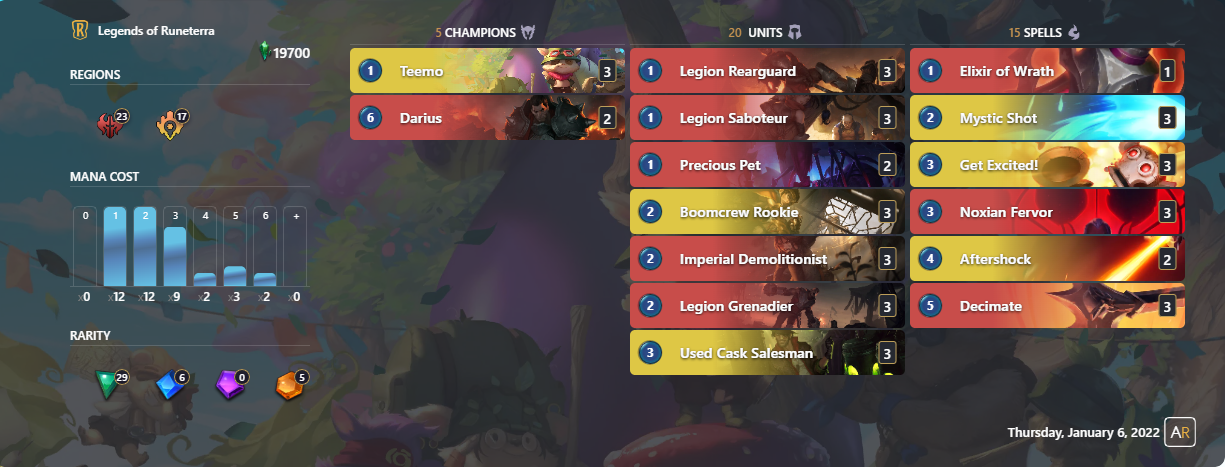 Legends of Runeterra
19700
REGIONS
23
17
MANA COST
0 1 2 3 4 5 6 +
x0 x12 x12 x9 x2 x3 x2 x0
RARITY
29 6 0 5
5 CHAMPIONS
1 Teemo 3
6 Darius 2
20 UNITS
1 Legion Rearguard 3
1 Legion Saboteur 3
1 Precious Pet 2
2 Boomcrew Rookie 3
2 Imperial Demolitionist 3
2 Legion Grenadier 3
3 Used Cask Salesman 3
15 SPELLS
1 Elixir of Wrath 1
2 Mystic Shot 3
3 Get Excited! 3
3 Noxian Fervor 3
4 Aftershock 2
5 Decimate 3
Thursday, January 6, 2022 AR